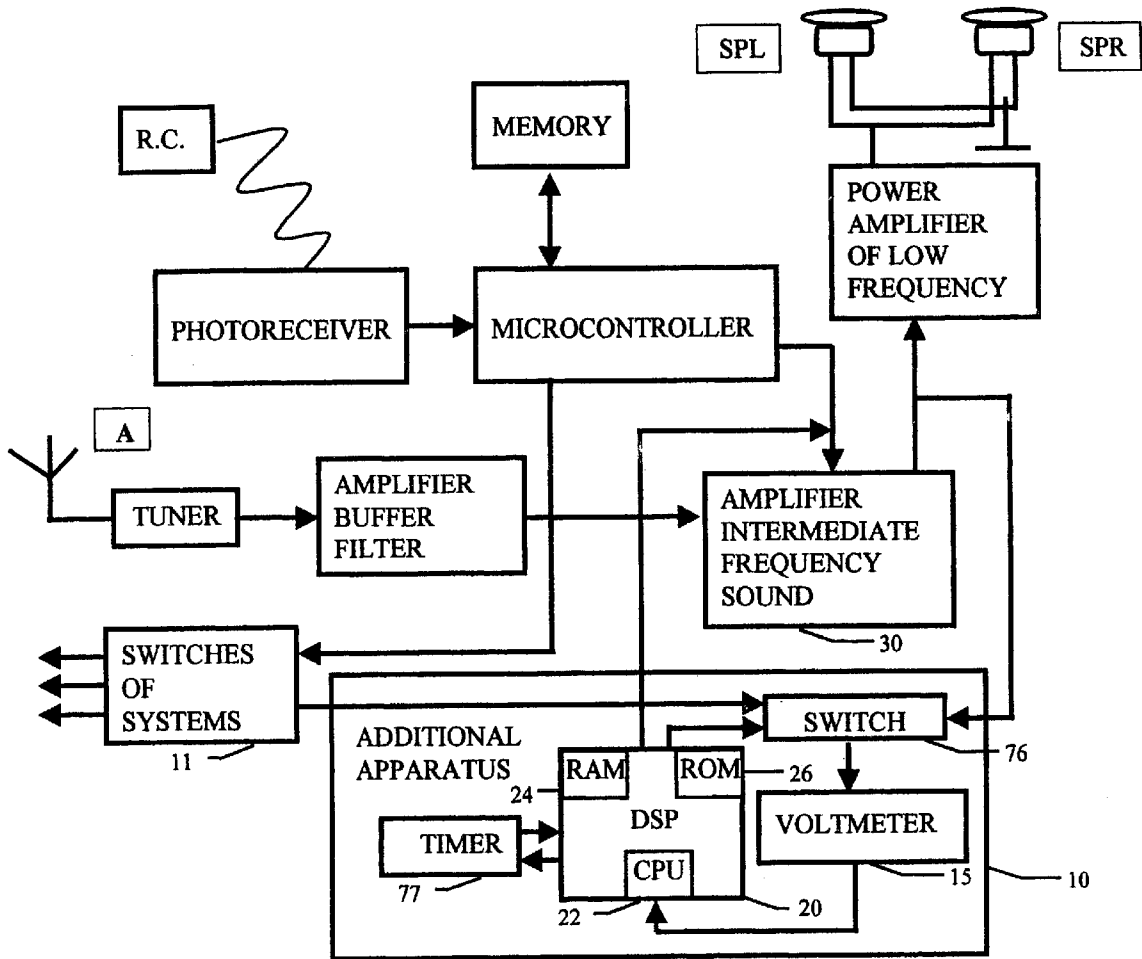 SPL
SPR
R.C.
MEMORY
POWER
AMPLIFIER
OF LOW
FREQUENCY
PHOTORECEIVER
MICROCONTROLLER
A
TUNER
AMPLIFIER
BUFFER
FILTER
AMPLIFIER
INTERMEDIATE
FREQUENCY
SOUND
30
SWITCHES
OF
SYSTEMS
11
ADDITIONAL
APPARATUS
SWITCH
76
RAM
ROM
24
26
DSP
TIMER
77
CPU
22
20
VOLTMETER
15
10